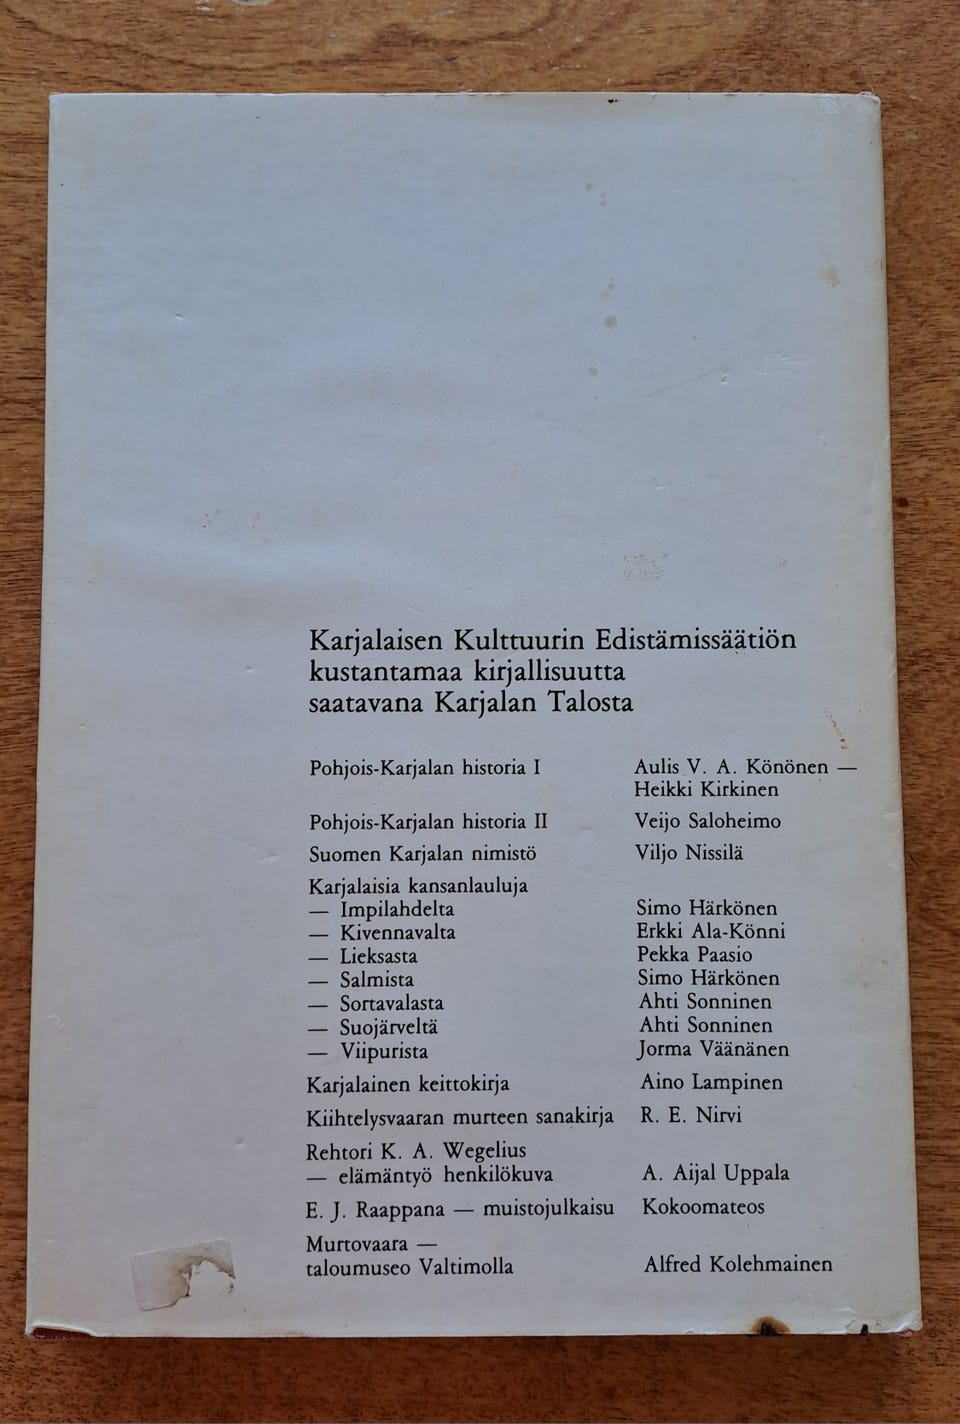 Karjalaisen Kulttuurin Edistämissäätiön
kustantamaa kirjallisuutta
saatavana Karjalan Talosta
Pohjois-Karjalan historia I Aulis V. A. Könönen —
Heikki Kirkinen
Pohjois-Karjalan historia II Veijo Saloheimo
Suomen Karjalan nimistö Viljo Nissilä
Karjalaisia kansanlauluja
— Impilahdelta Simo Härkönen
— Kivennavalta Erkki Ala-Könni
— Lieksasta Pekka Paasio
— Salmista Simo Härkönen
— Sortavalasta Ahti Sonninen
— Suojärveltä Ahti Sonninen
— Viipurista Jorma Väänänen
Karjalainen keittokirja Aino Lampinen
Kiihtelysvaaran murteen sanakirja R. E. Nirvi
Rehtori K. A. Wegelius
— elämäntyö henkilökuva A. Aijal Uppala
E. J. Raappana — muistojulkaisu Kokoomateos
Murtovaara —
taloumuseo Valtimolla Alfred Kolehmainen